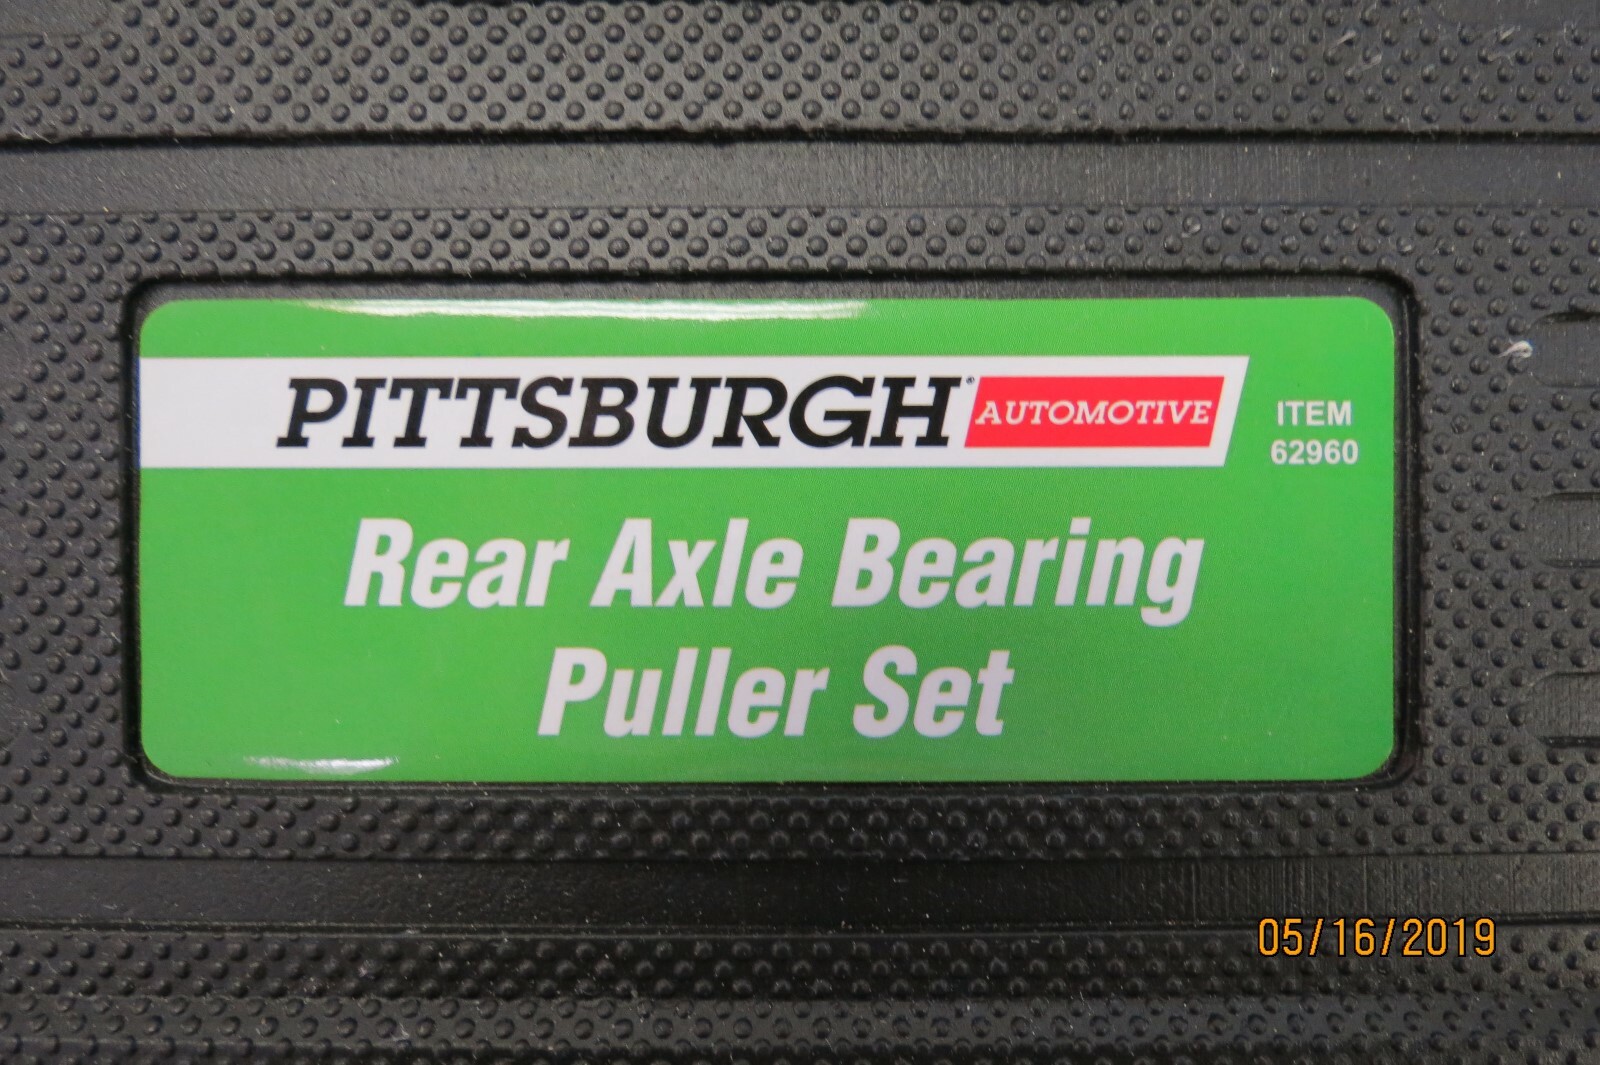 PITTSBURGH® AUTOMOTIVE
ITEM
62960
Rear Axle Bearing
Puller Set
05/16/2019